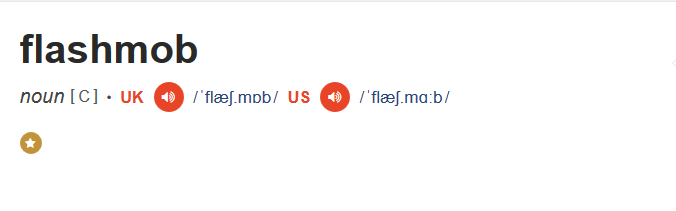 flashmob
noun [ C ] • UK /ˈflæʃ.mɒb/ US /ˈflæʃ.mɑːb/